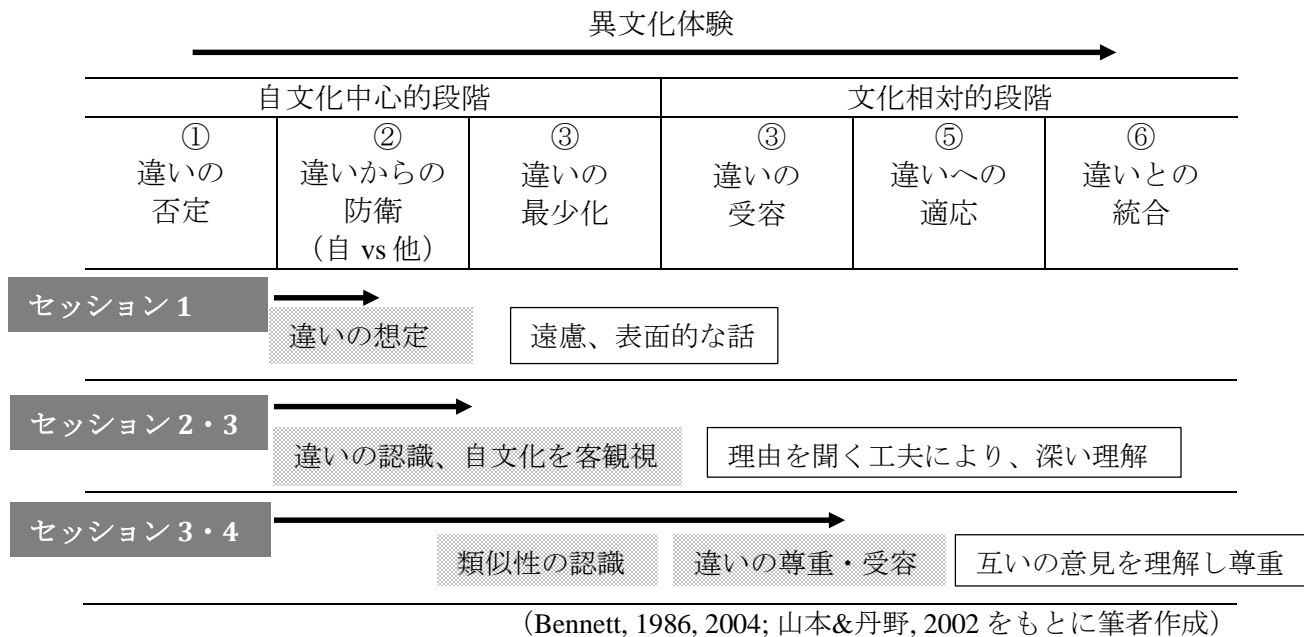 異文化体験
自文化中心的段階 文化相対的段階
① ② ③ ③ ⑤ ⑥
違いの 違いからの 違いの 違いの 違いへの 違いとの
否定 防衛 最少化 受容 適応 統合
（自 vs 他）
セッション 1
違いの想定 遠慮、表面的な話
セッション 2・3
違いの認識、自文化を客観視 理由を聞く工夫により、深い理解
セッション 3・4
類似性の認識 違いの尊重・受容 互いの意見を理解し尊重
（Bennett, 1986, 2004; 山本&丹野, 2002 をもとに筆者作成）